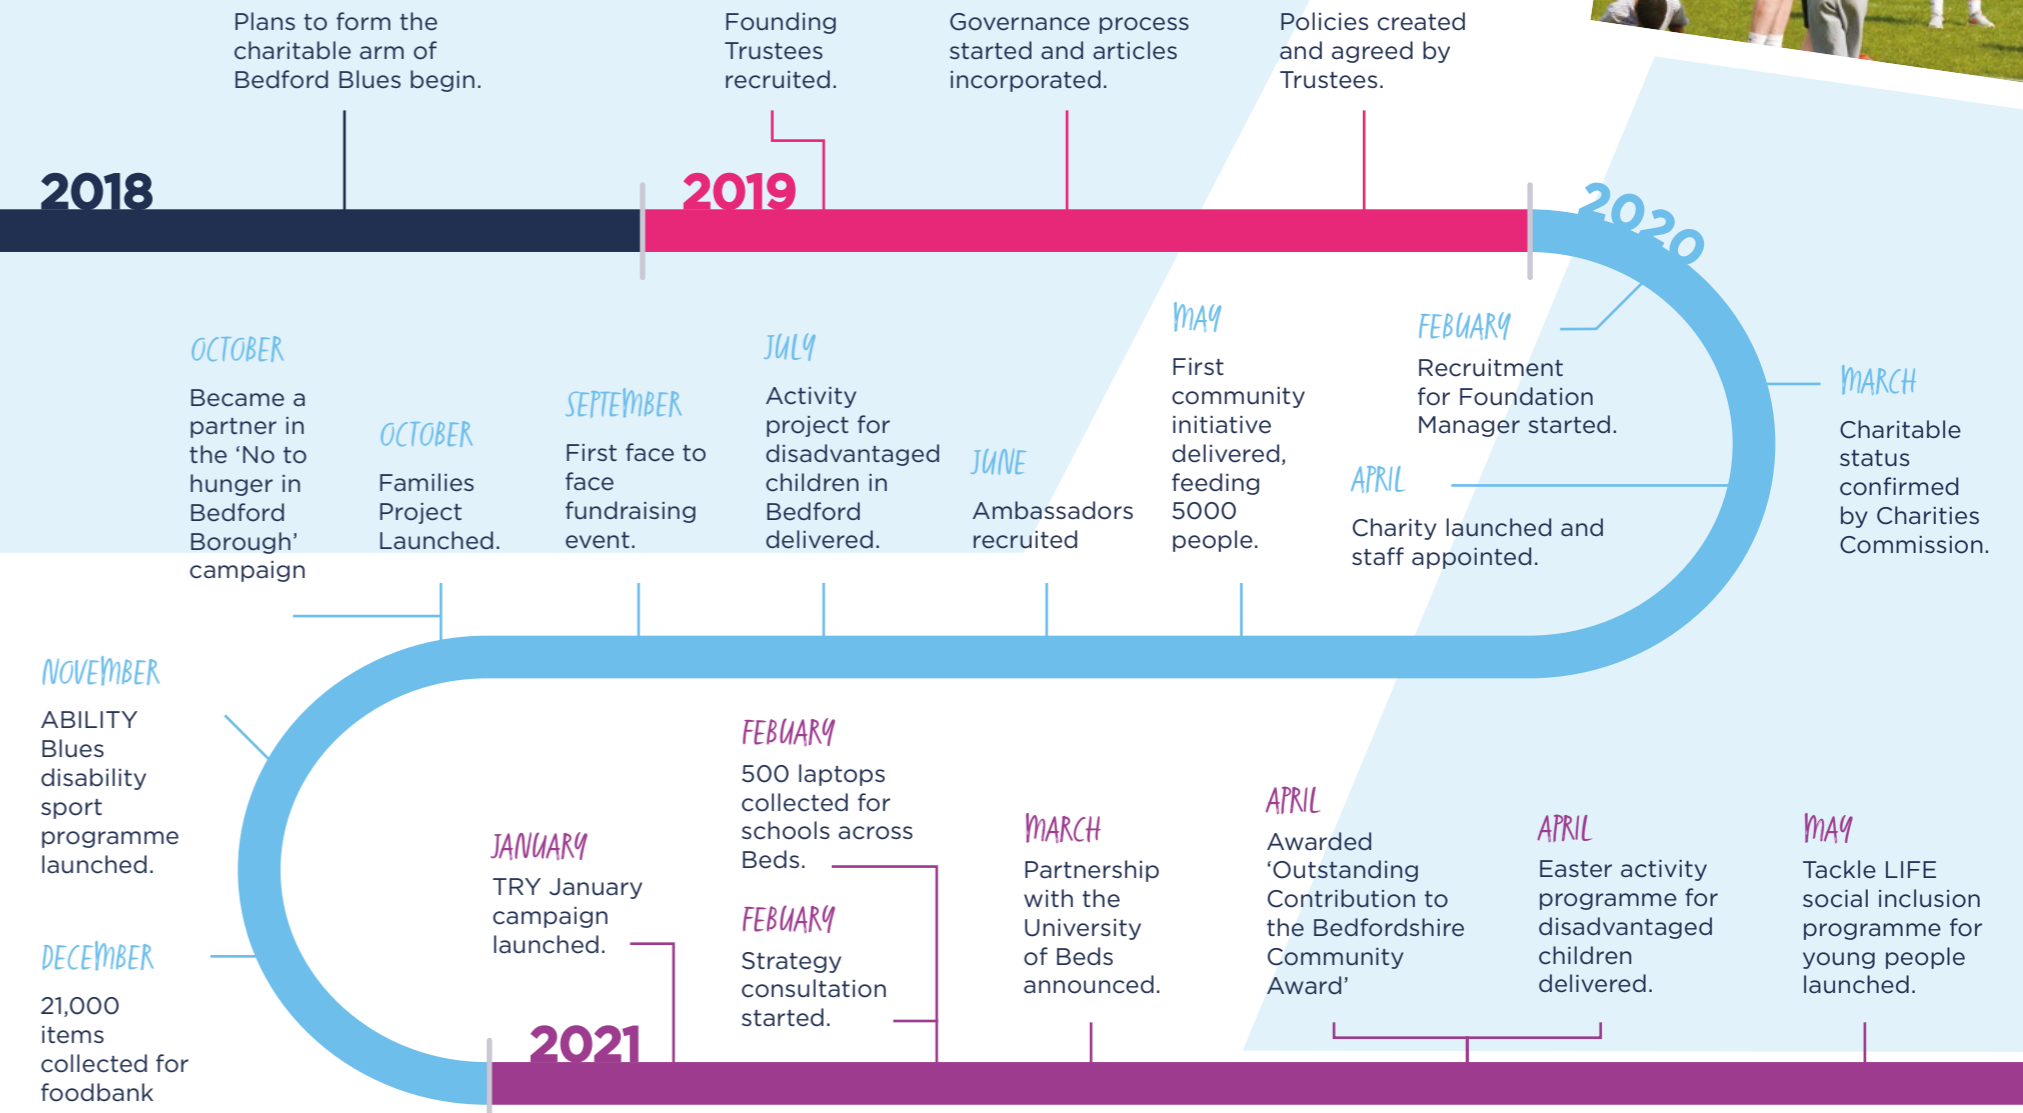 Plans to form the
charitable arm of
Bedford Blues begin.
Founding
Trustees
recruited.
Governance process
started and articles
incorporated.
Policies created
and agreed by
Trustees.
2018
2019
2020
FEBUARY
Recruitment
for Foundation
Manager started.
MARCH
Charitable
status
confirmed
by Charities
Commission.
APRIL
Charity launched and
staff appointed.
MAY
First
community
initiative
delivered,
feeding
5000
people.
JUNE
Ambassadors
recruited
JULY
Activity
project for
disadvantaged
children in
Bedford
delivered.
SEPTEMBER
First face to
face
fundraising
event.
OCTOBER
Families
Project
Launched.
OCTOBER
Became a
partner in
the ‘No to
hunger in
Bedford
Borough’
campaign
NOVEMBER
ABILITY
Blues
disability
sport
programme
launched.
DECEMBER
21,000
items
collected for
foodbank
2021
JANUARY
TRY January
campaign
launched.
FEBUARY
500 laptops
collected for
schools across
Beds.
FEBUARY
Strategy
consultation
started.
MARCH
Partnership
with the
University
of Beds
announced.
APRIL
Awarded
‘Outstanding
Contribution to
the Bedfordshire
Community
Award’
APRIL
Easter activity
programme for
disadvantaged
children
delivered.
MAY
Tackle LIFE
social inclusion
programme for
young people
launched.